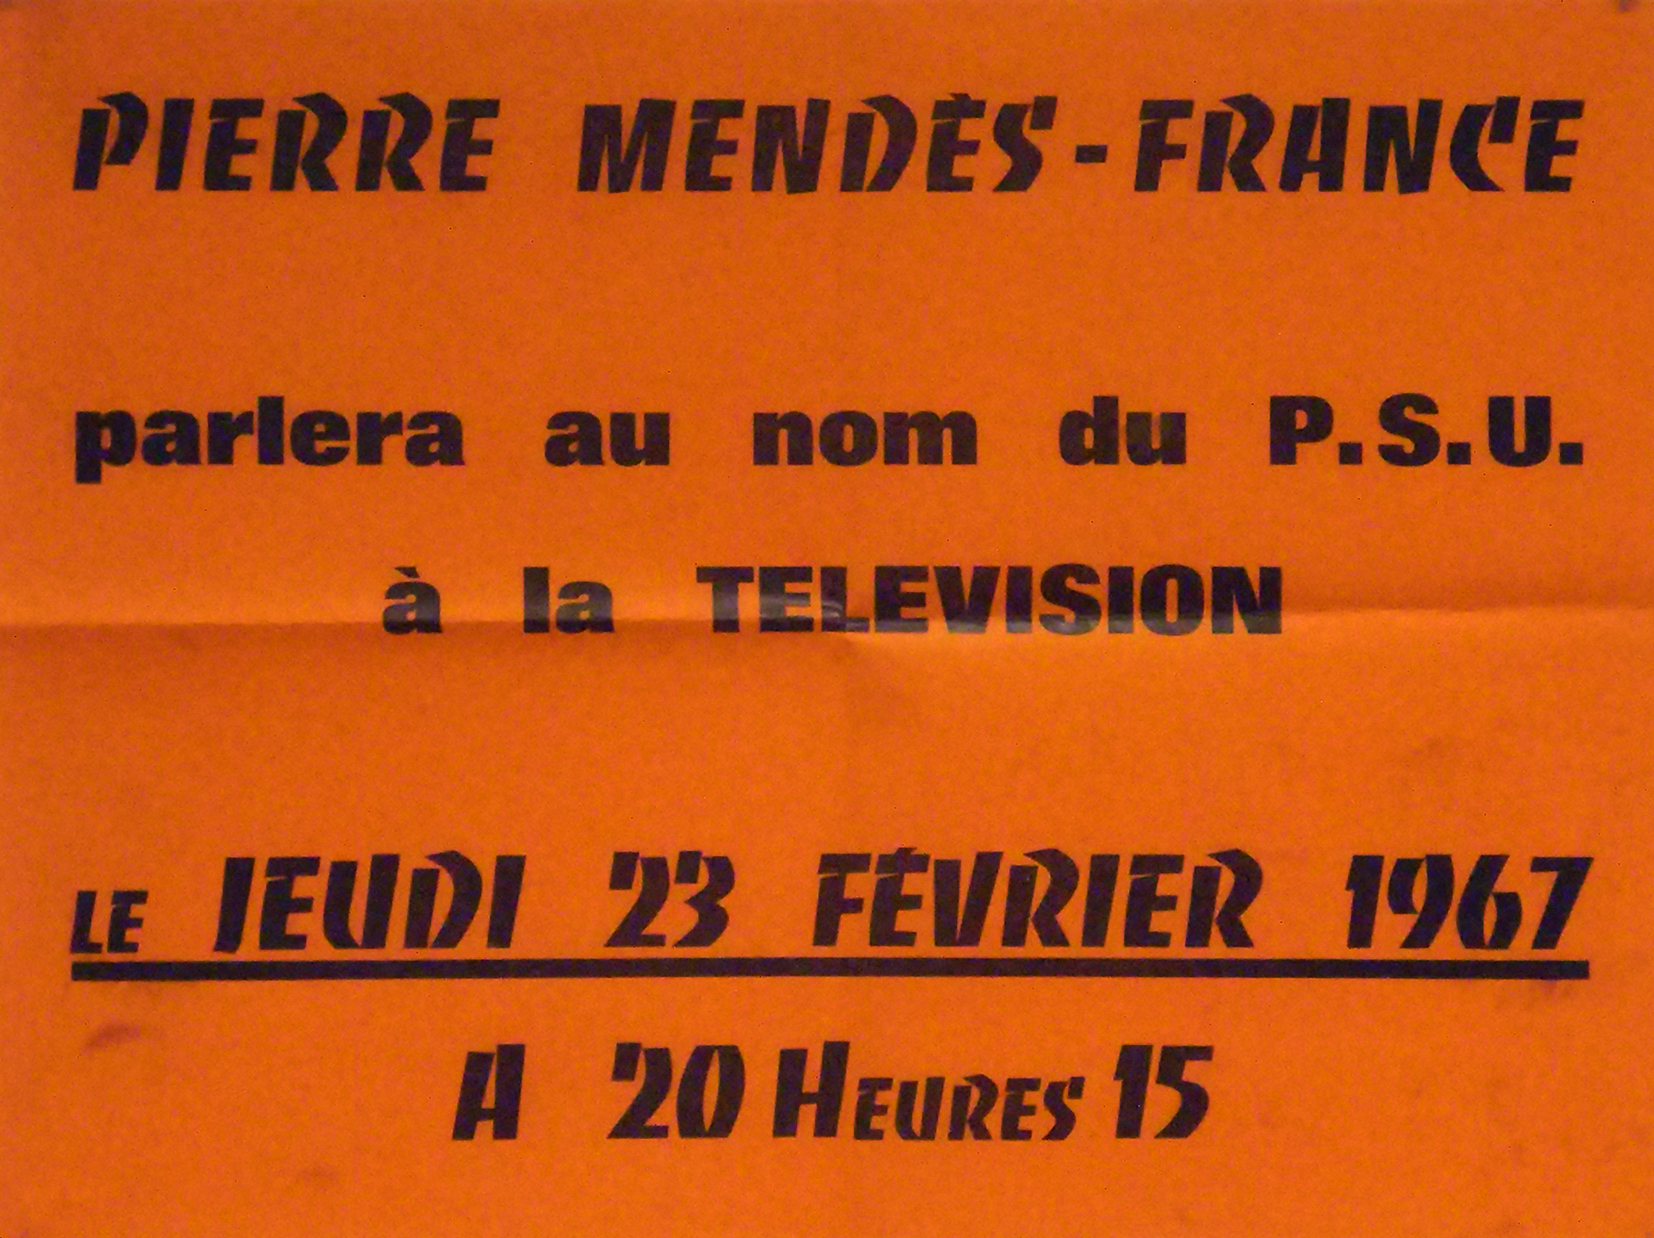 PIERRE MENDÈS-FRANCE
parlera au nom du P.S.U.
à la TELEVISION
LE JEUDI 23 FÉVRIER 1967
A 20 HEURES 15